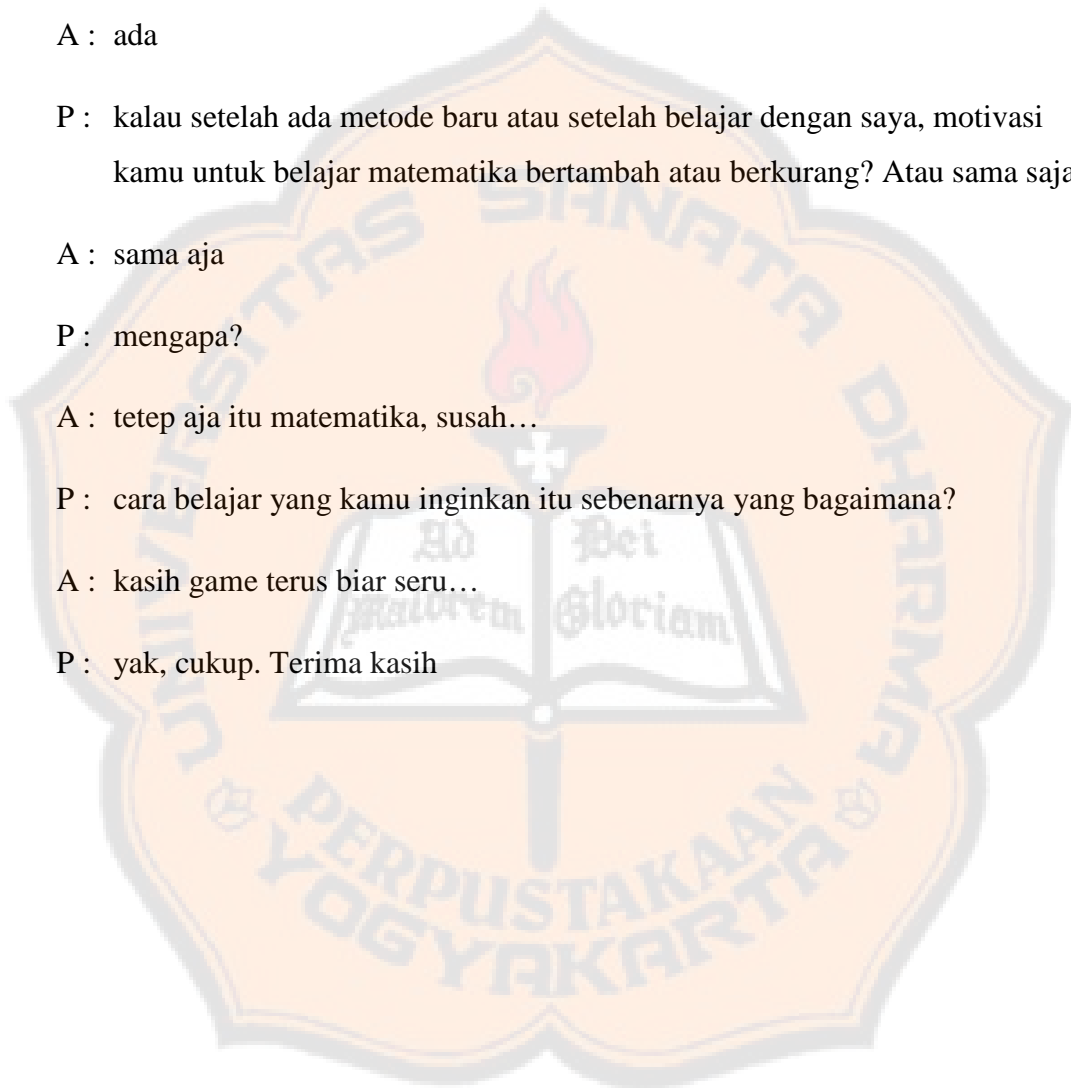 A : ada
P : kalau setelah ada metode baru atau setelah belajar dengan saya, motivasi
kamu untuk belajar matematika bertambah atau berkurang? Atau sama saja
A : sama aja
P : mengapa?
A : tetep aja itu matematika, susah…
P : cara belajar yang kamu inginkan itu sebenarnya yang bagaimana?
A : kasih game terus biar seru…
P : yak, cukup. Terima kasih
UNIVERSITAS SANATA DHARMA
Ad Dei
Maiorem Gloriam
PERPUSTAKAAN
YOGYAKARTA